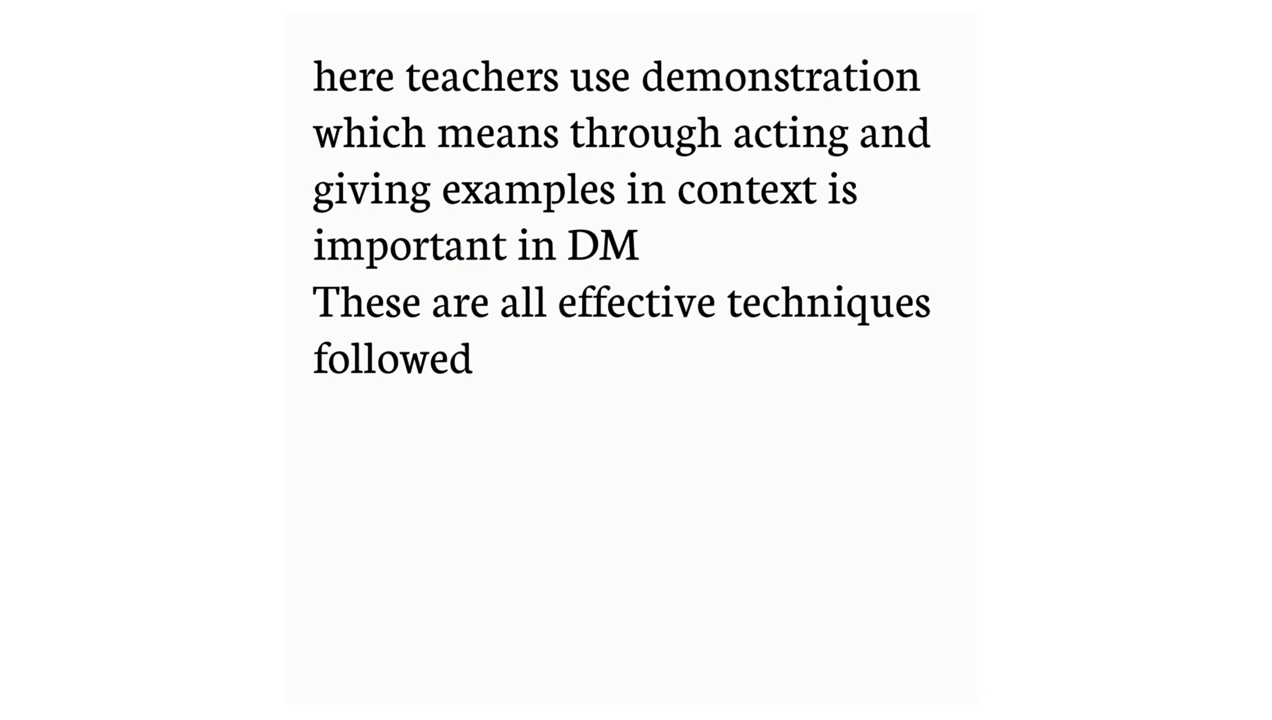 here teachers use demonstration
which means through acting and
giving examples in context is
important in DM
These are all effective techniques
followed